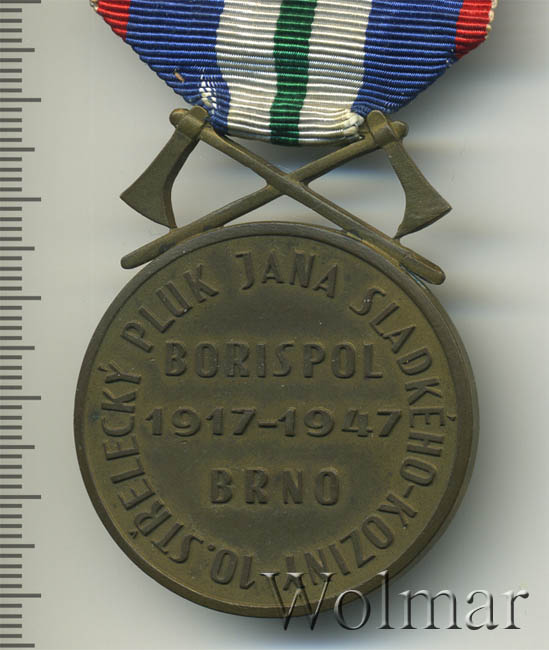 10. STŘELECKÝ PLUK JANA SLADKÉHO-KOZINY
BORISPOL
1917-1947
BRNO
Wolmar